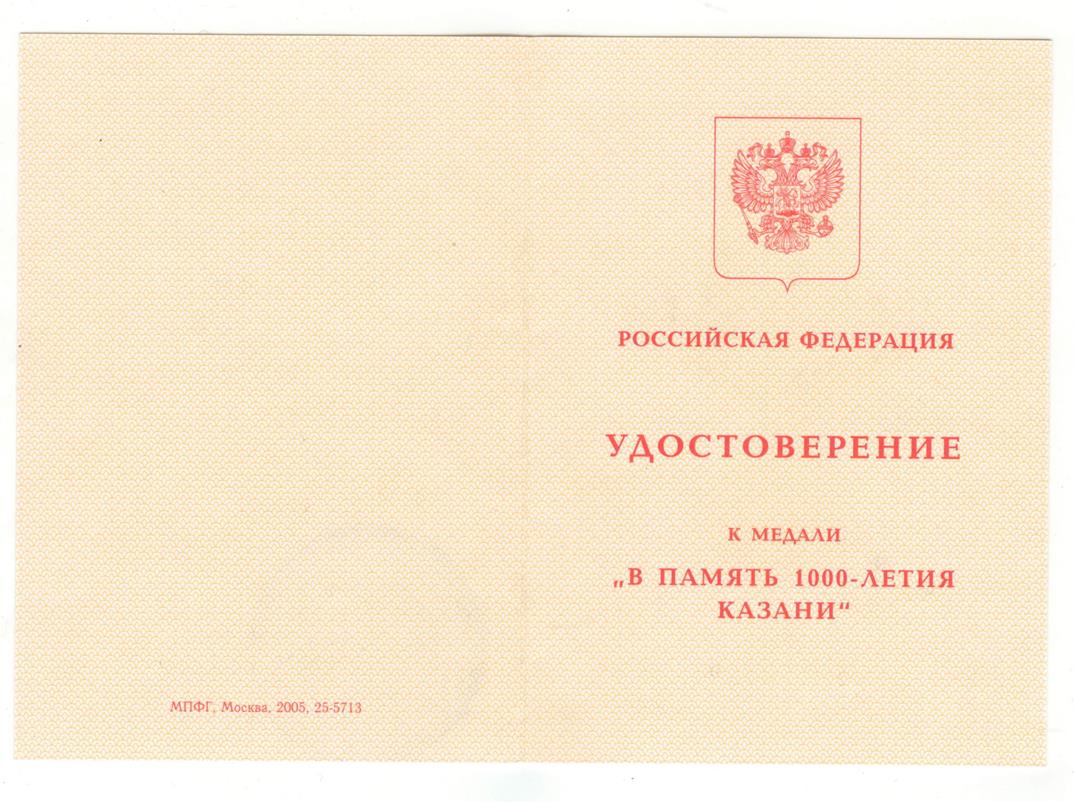 РОССИЙСКАЯ ФЕДЕРАЦИЯ
УДОСТОВЕРЕНИЕ
К МЕДАЛИ
„В ПАМЯТЬ 1000-ЛЕТИЯ
КАЗАНИ“
МПФГ, Москва, 2005, 25-5713